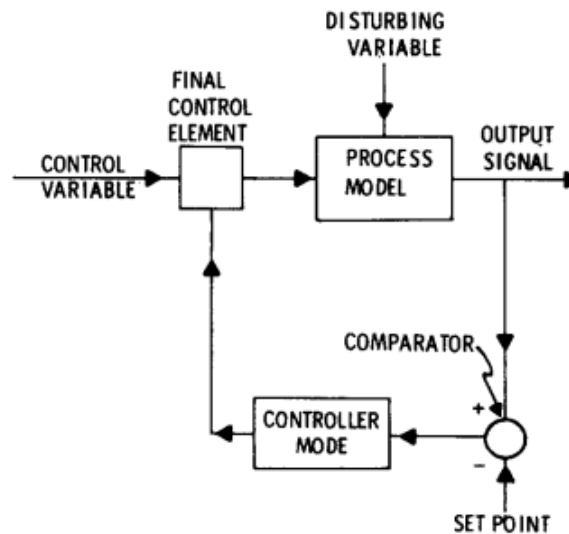 DISTURBING
VARIABLE
FINAL
CONTROL
ELEMENT
OUTPUT
SIGNAL
CONTROL
VARIABLE
PROCESS
MODEL
COMPARATOR
+
CONTROLLER
MODE
−
SET POINT